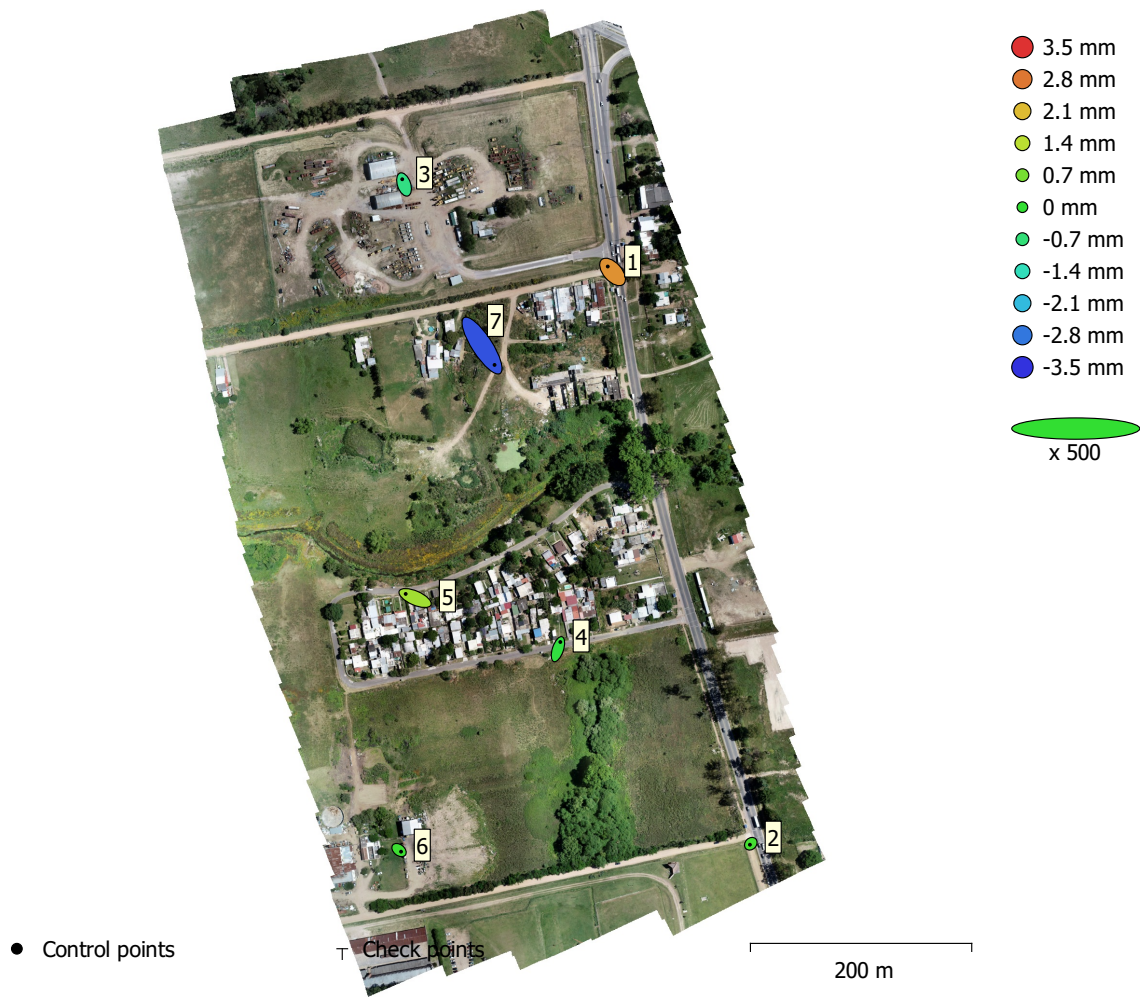 3.5 mm
2.8 mm
2.1 mm
1.4 mm
0.7 mm
0 mm
-0.7 mm
-1.4 mm
-2.1 mm
-2.8 mm
-3.5 mm
x 500
3
1
7
5
4
2
6
Control points
Check points
200 m